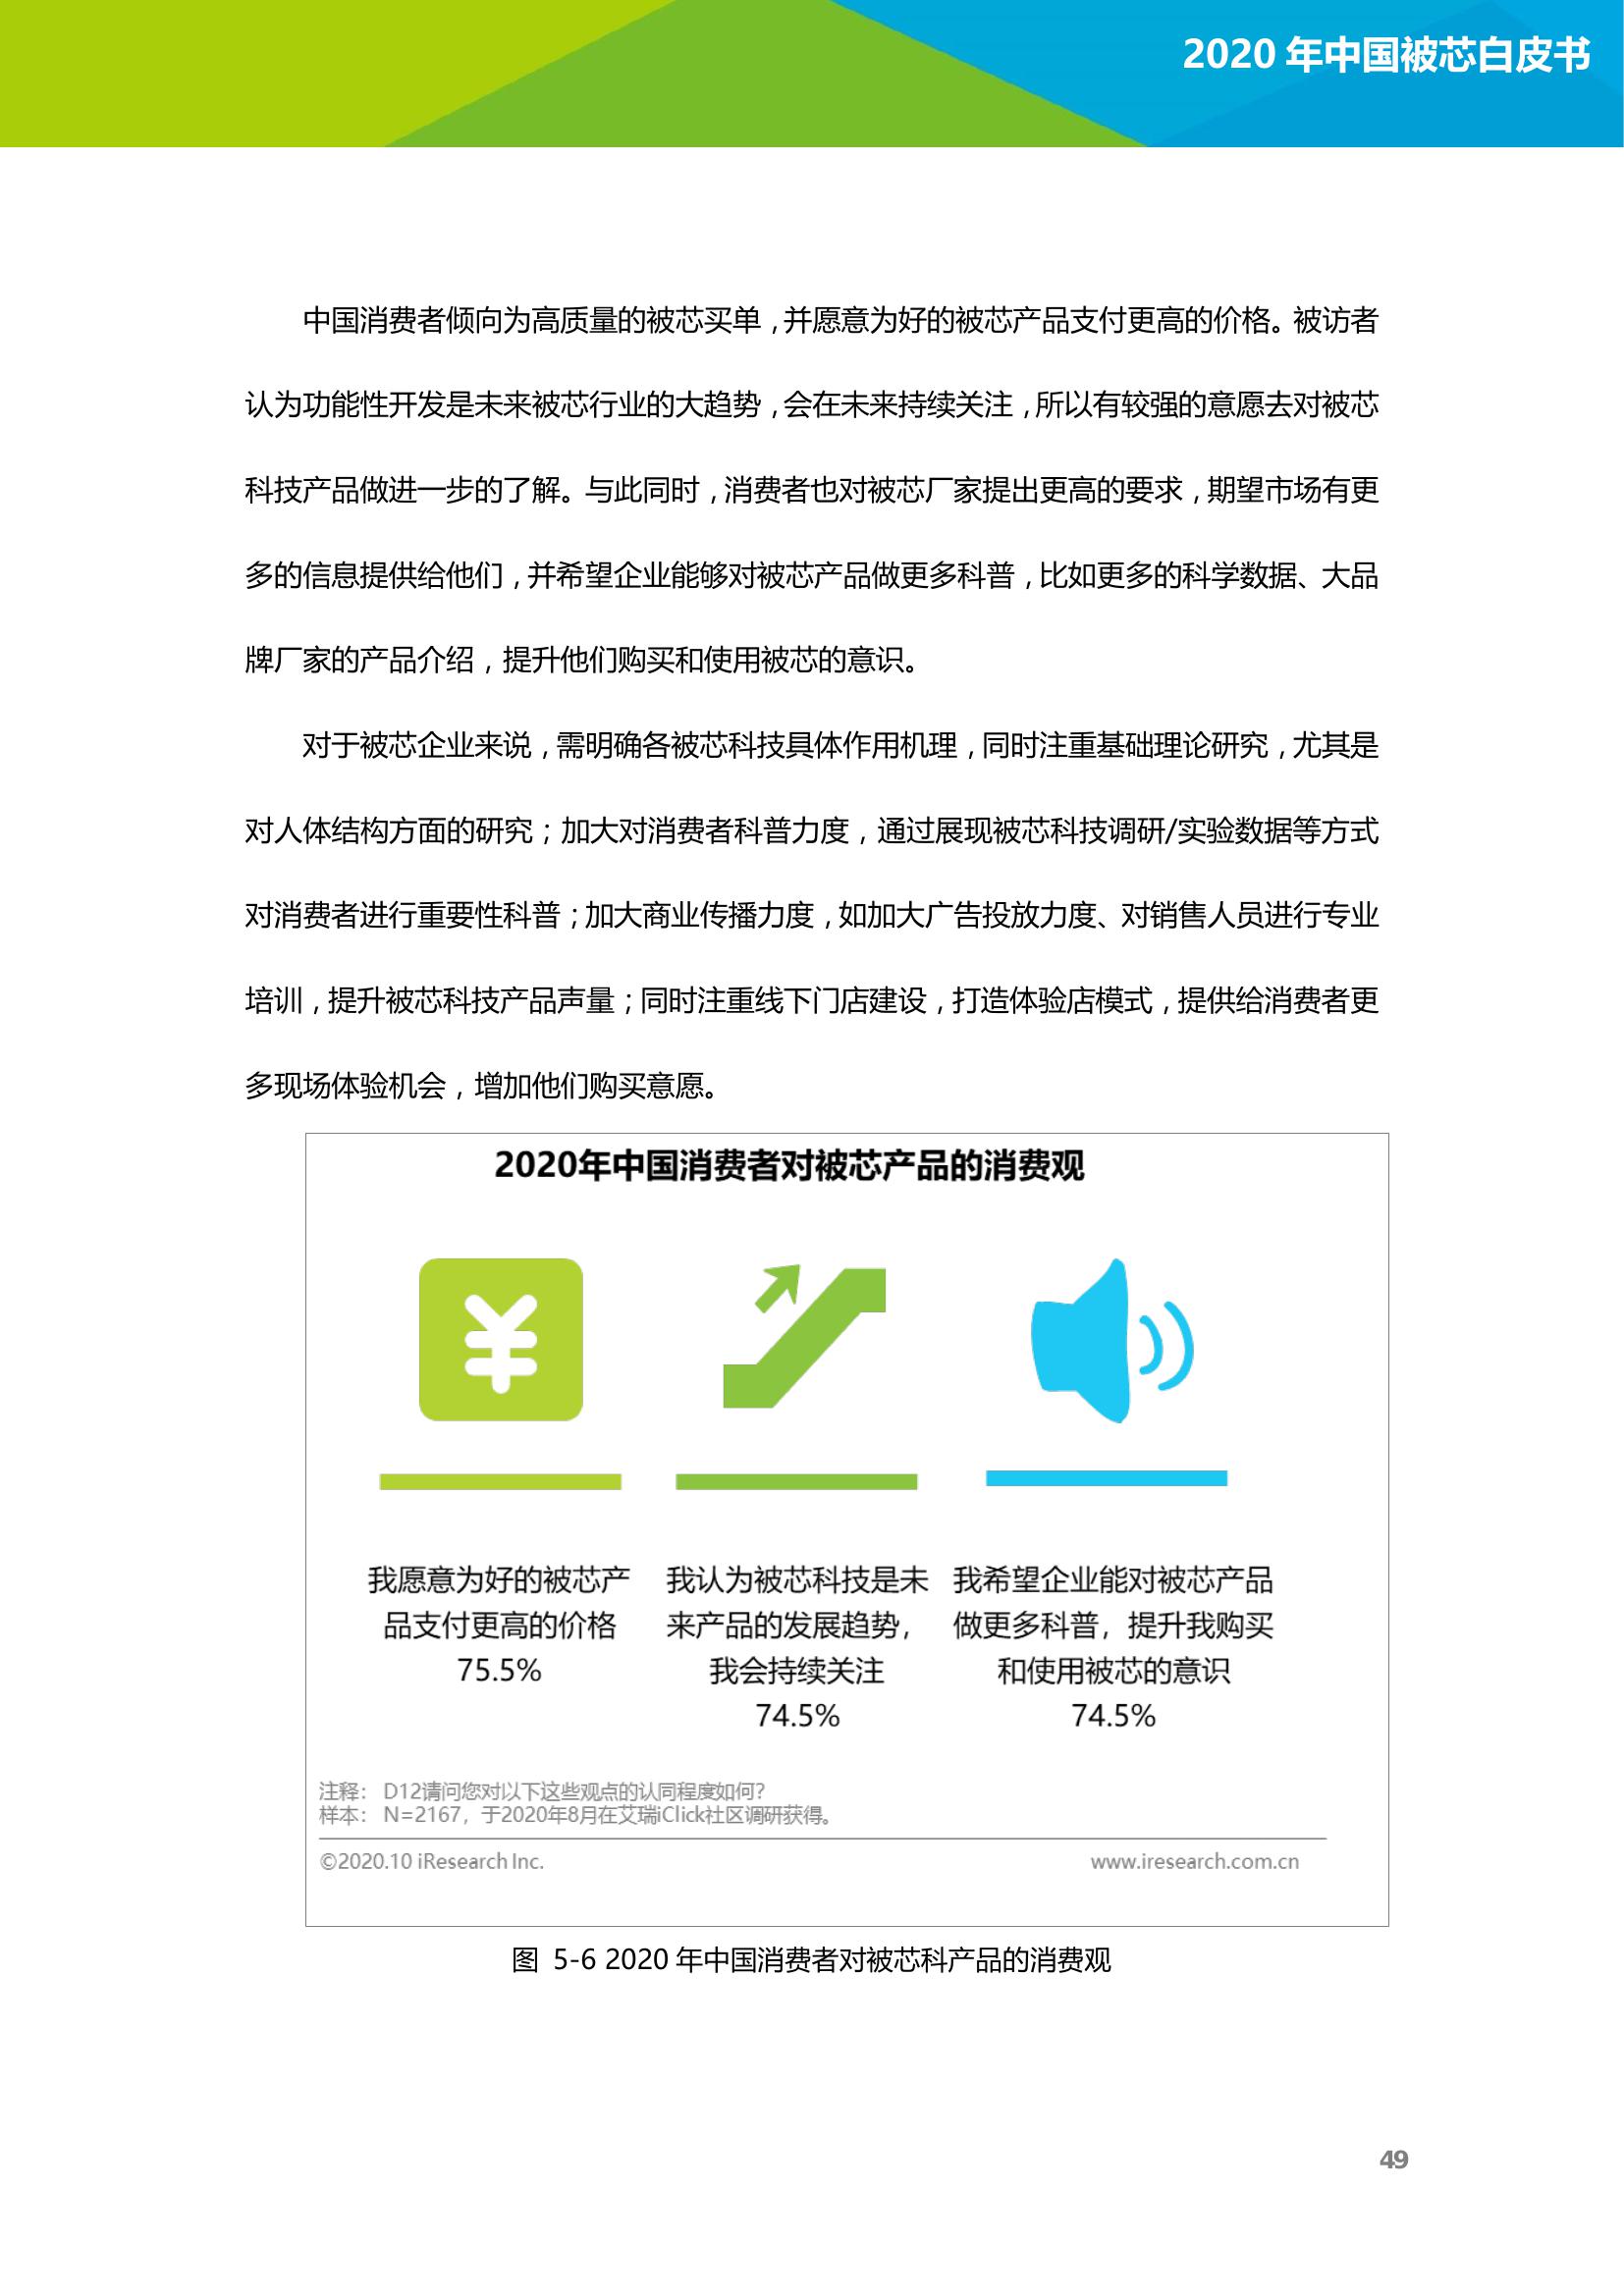 2020 年中国被芯白皮书
中国消费者倾向为高质量的被芯买单，并愿意为好的被芯产品支付更高的价格。被访者
认为功能性开发是未来被芯行业的大趋势，会在未来持续关注，所以有较强的意愿去对被芯
科技产品做进一步的了解。与此同时，消费者也对被芯厂家提出更高的要求，期望市场有更
多的信息提供给他们，并希望企业能够对被芯产品做更多科普，比如更多的科学数据、大品
牌厂家的产品介绍，提升他们购买和使用被芯的意识。
对于被芯企业来说，需明确各被芯科技具体作用机理，同时注重基础理论研究，尤其是
对人体结构方面的研究；加大对消费者科普力度，通过展现被芯科技调研/实验数据等方式
对消费者进行重要性科普；加大商业传播力度，如加大广告投放力度、对销售人员进行专业
培训，提升被芯科技产品声量；同时注重线下门店建设，打造体验店模式，提供给消费者更
多现场体验机会，增加他们购买意愿。
2020年中国消费者对被芯产品的消费观
¥
我愿意为好的被芯产
品支付更高的价格
75.5%
我认为被芯科技是未
来产品的发展趋势，
我会持续关注
74.5%
我希望企业能对被芯产品
做更多科普，提升我购买
和使用被芯的意识
74.5%
注释： D12请问您对以下这些观点的认同程度如何?
样本： N=2167，于2020年8月在艾瑞iClick社区调研获得。
©2020.10 iResearch Inc.
www.iresearch.com.cn
图 5-6 2020 年中国消费者对被芯科产品的消费观
49